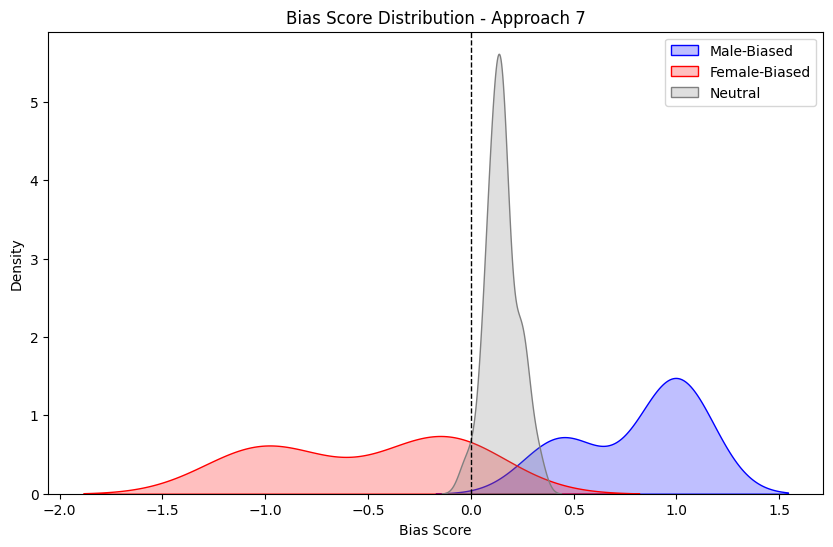 Bias Score Distribution - Approach 7
Male-Biased
Female-Biased
Neutral
Density
5
4
3
2
1
0
-2.0 -1.5 -1.0 -0.5 0.0 0.5 1.0 1.5
Bias Score